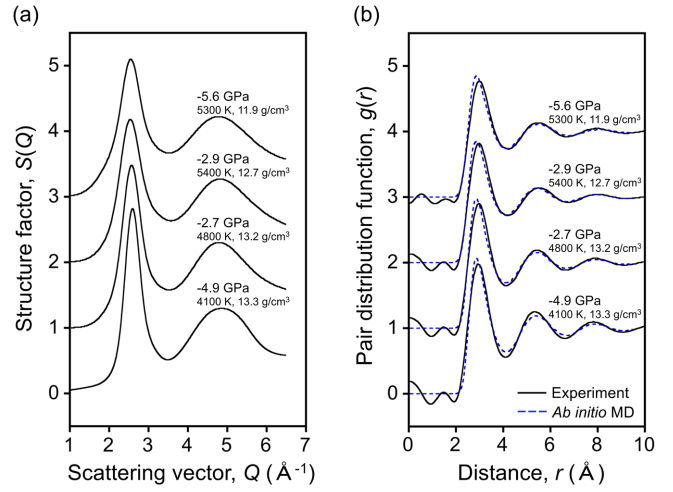 (a)
5
4
3
2
1
0
Structure factor, S(Q)
-5.6 GPa
5300 K, 11.9 g/cm³
-2.9 GPa
5400 K, 12.7 g/cm³
-2.7 GPa
4800 K, 13.2 g/cm³
-4.9 GPa
4100 K, 13.3 g/cm³
1 2 3 4 5 6 7
Scattering vector, Q ( Å⁻¹)
(b)
5
4
3
2
1
0
Pair distribution function, g(r)
-5.6 GPa
5300 K, 11.9 g/cm³
-2.9 GPa
5400 K, 12.7 g/cm³
-2.7 GPa
4800 K, 13.2 g/cm³
-4.9 GPa
4100 K, 13.3 g/cm³
Experiment
Ab initio MD
0 2 4 6 8 10
Distance, r ( Å)